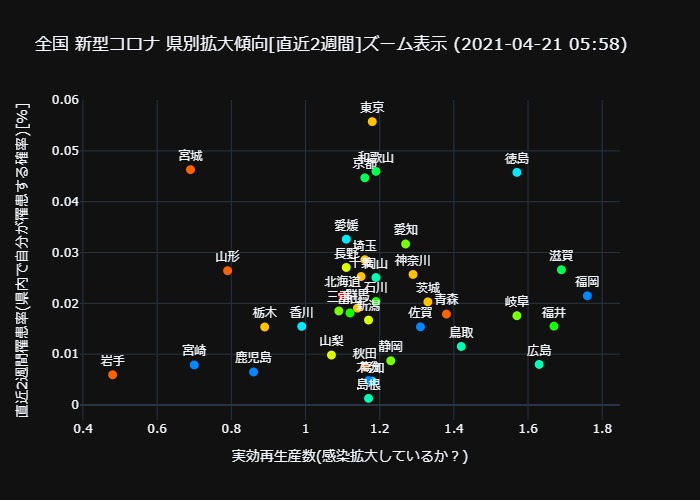 全国 新型コロナ 県別拡大傾向[直近2週間]ズーム表示 (2021-04-21 05:58)
直近2週間罹患率(県内で自分が罹患する確率)[%]
0.06
0.05
0.04
0.03
0.02
0.01
0
東京
宮城
和歌山
京都
徳島
愛媛
愛知
埼玉
長野
千葉
岡山
神奈川
山形
滋賀
北海道
石川
茨城
福岡
三重
群馬
新潟
青森
栃木
香川
佐賀
岐阜
福井
山梨
静岡
鳥取
秋田
広島
岩手
宮崎
鹿児島
高知
島根
0.4
0.6
0.8
1
1.2
1.4
1.6
1.8
実効再生産数(感染拡大しているか？)